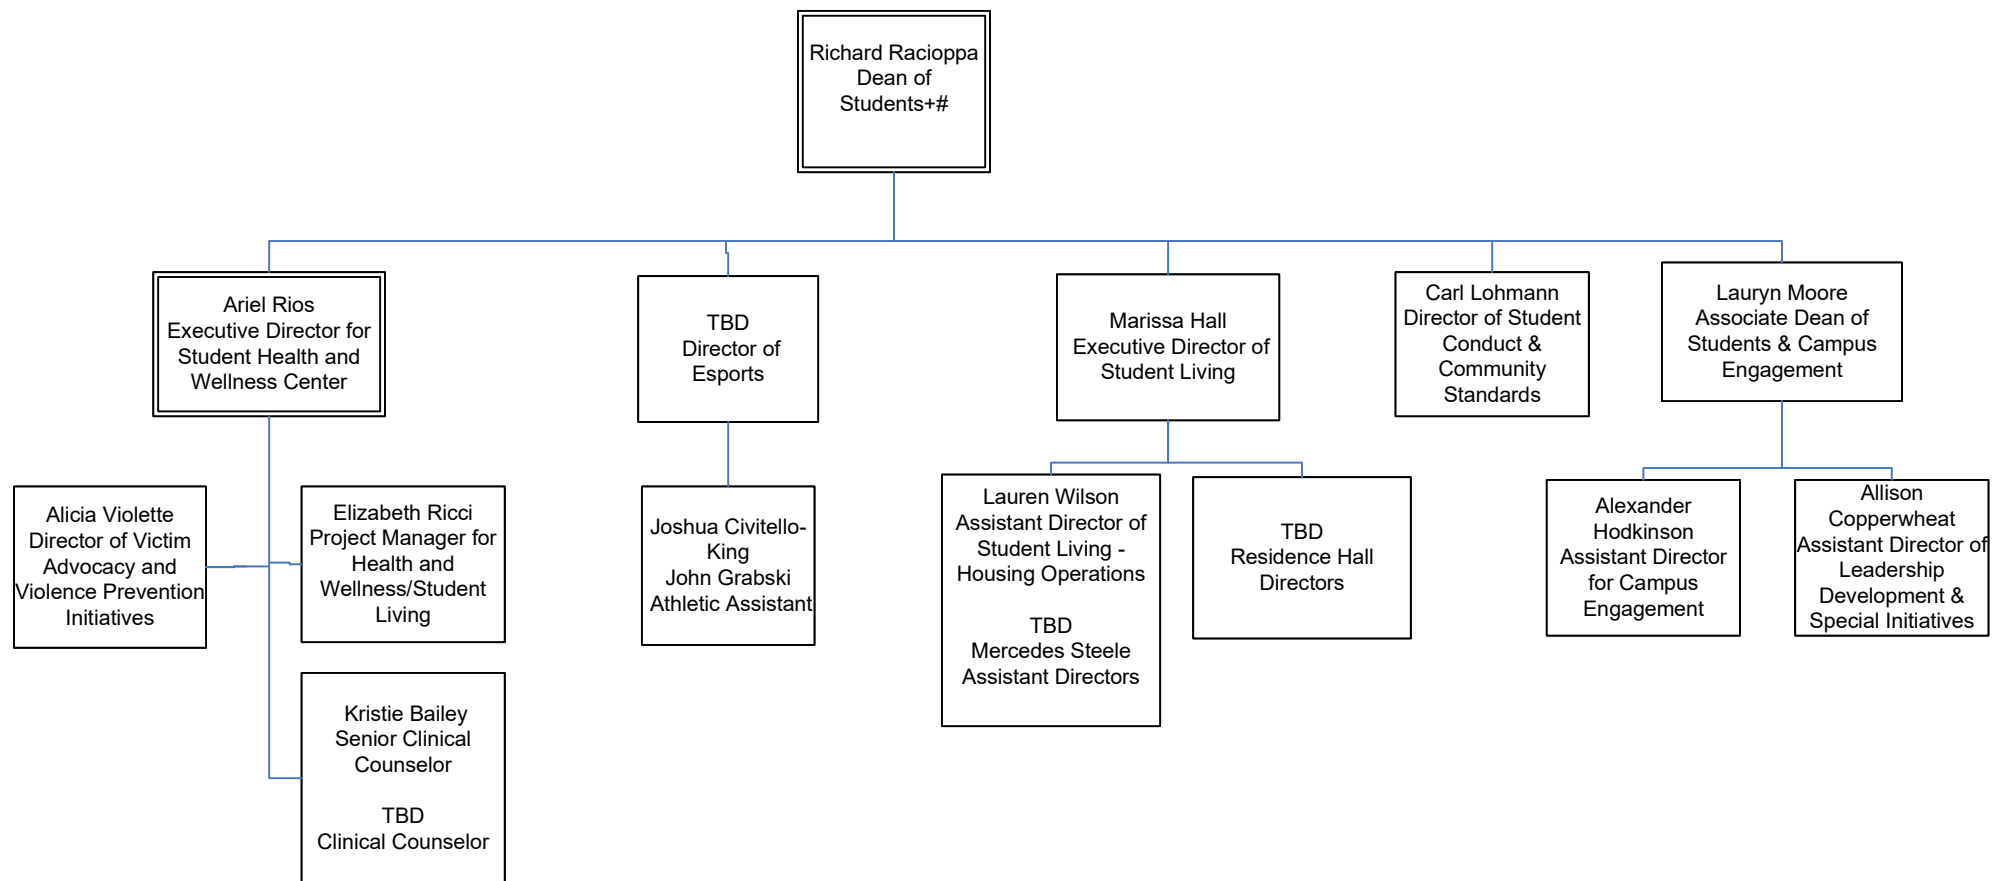 Richard Racioppa
Dean of
Students+#
Ariel Rios
Executive Director for
Student Health and
Wellness Center
TBD
Director of
Esports
Marissa Hall
Executive Director of
Student Living
Carl Lohmann
Director of Student
Conduct &
Community
Standards
Lauryn Moore
Associate Dean of
Students & Campus
Engagement
Alicia Violette
Director of Victim
Advocacy and
Violence Prevention
Initiatives
Elizabeth Ricci
Project Manager for
Health and
Wellness/Student
Living
Joshua Civitello-
King
John Grabski
Athletic Assistant
Lauren Wilson
Assistant Director of
Student Living -
Housing Operations
TBD
Mercedes Steele
Assistant Directors
TBD
Residence Hall
Directors
Alexander
Hodkinson
Assistant Director
for Campus
Engagement
Allison
Copperwheat
Assistant Director of
Leadership
Development &
Special Initiatives
Kristie Bailey
Senior Clinical
Counselor
TBD
Clinical Counselor